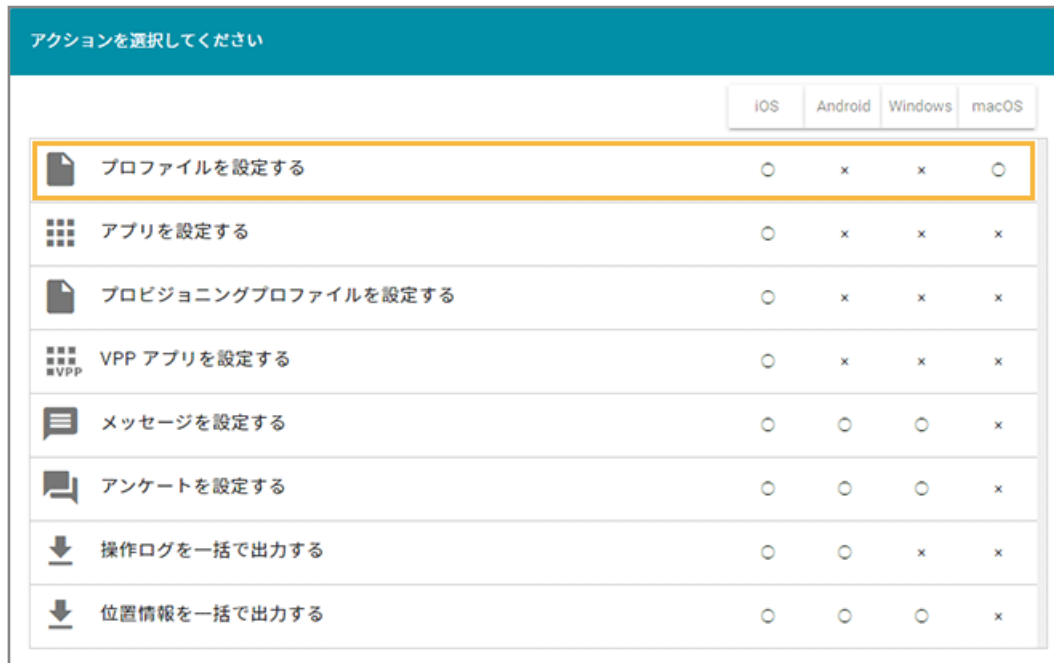 アクションを選択してください
iOS Android Windows macOS
プロファイルを設定する ○ × × ○
アプリを設定する ○ × × ×
プロビジョニングプロファイルを設定する ○ × × ×
VPP VPP アプリを設定する ○ × × ×
メッセージを設定する ○ ○ ○ ×
アンケートを設定する ○ ○ ○ ×
操作ログを一括で出力する ○ ○ × ×
位置情報を一括で出力する ○ ○ ○ ×